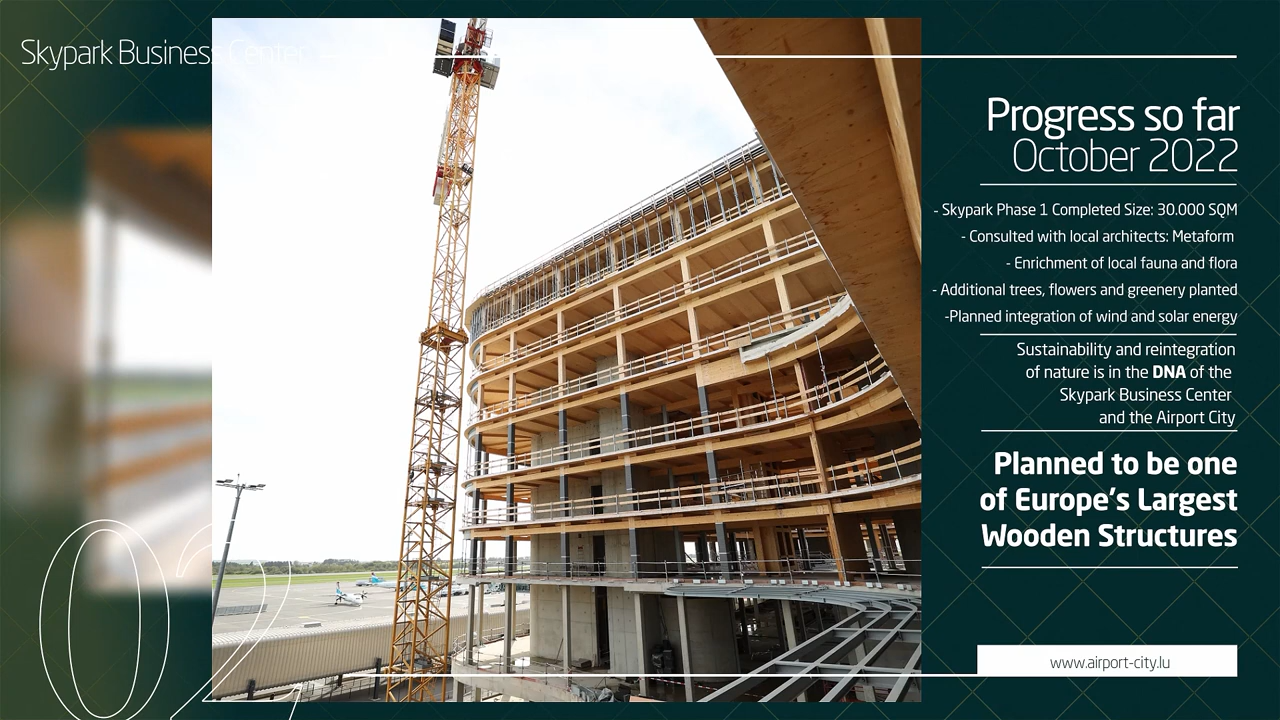 Skypark Business Center
Progress so far
October 2022
- Skypark Phase 1 Completed Size: 30.000 SQM
- Consulted with local architects: Metaform
- Enrichment of local fauna and flora
- Additional trees, flowers and greenery planted
-Planned integration of wind and solar energy
Sustainability and reintegration
of nature is in the DNA of the
Skypark Business Center
and the Airport City
Planned to be one
of Europe's Largest
Wooden Structures
02
www.airport-city.lu